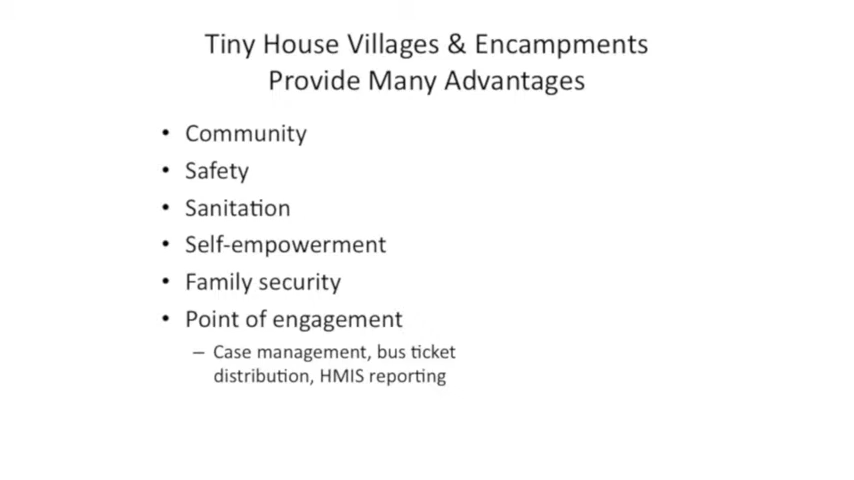 Tiny House Villages & Encampments
Provide Many Advantages
• Community
• Safety
• Sanitation
• Self-empowerment
• Family security
• Point of engagement
– Case management, bus ticket
distribution, HMIS reporting